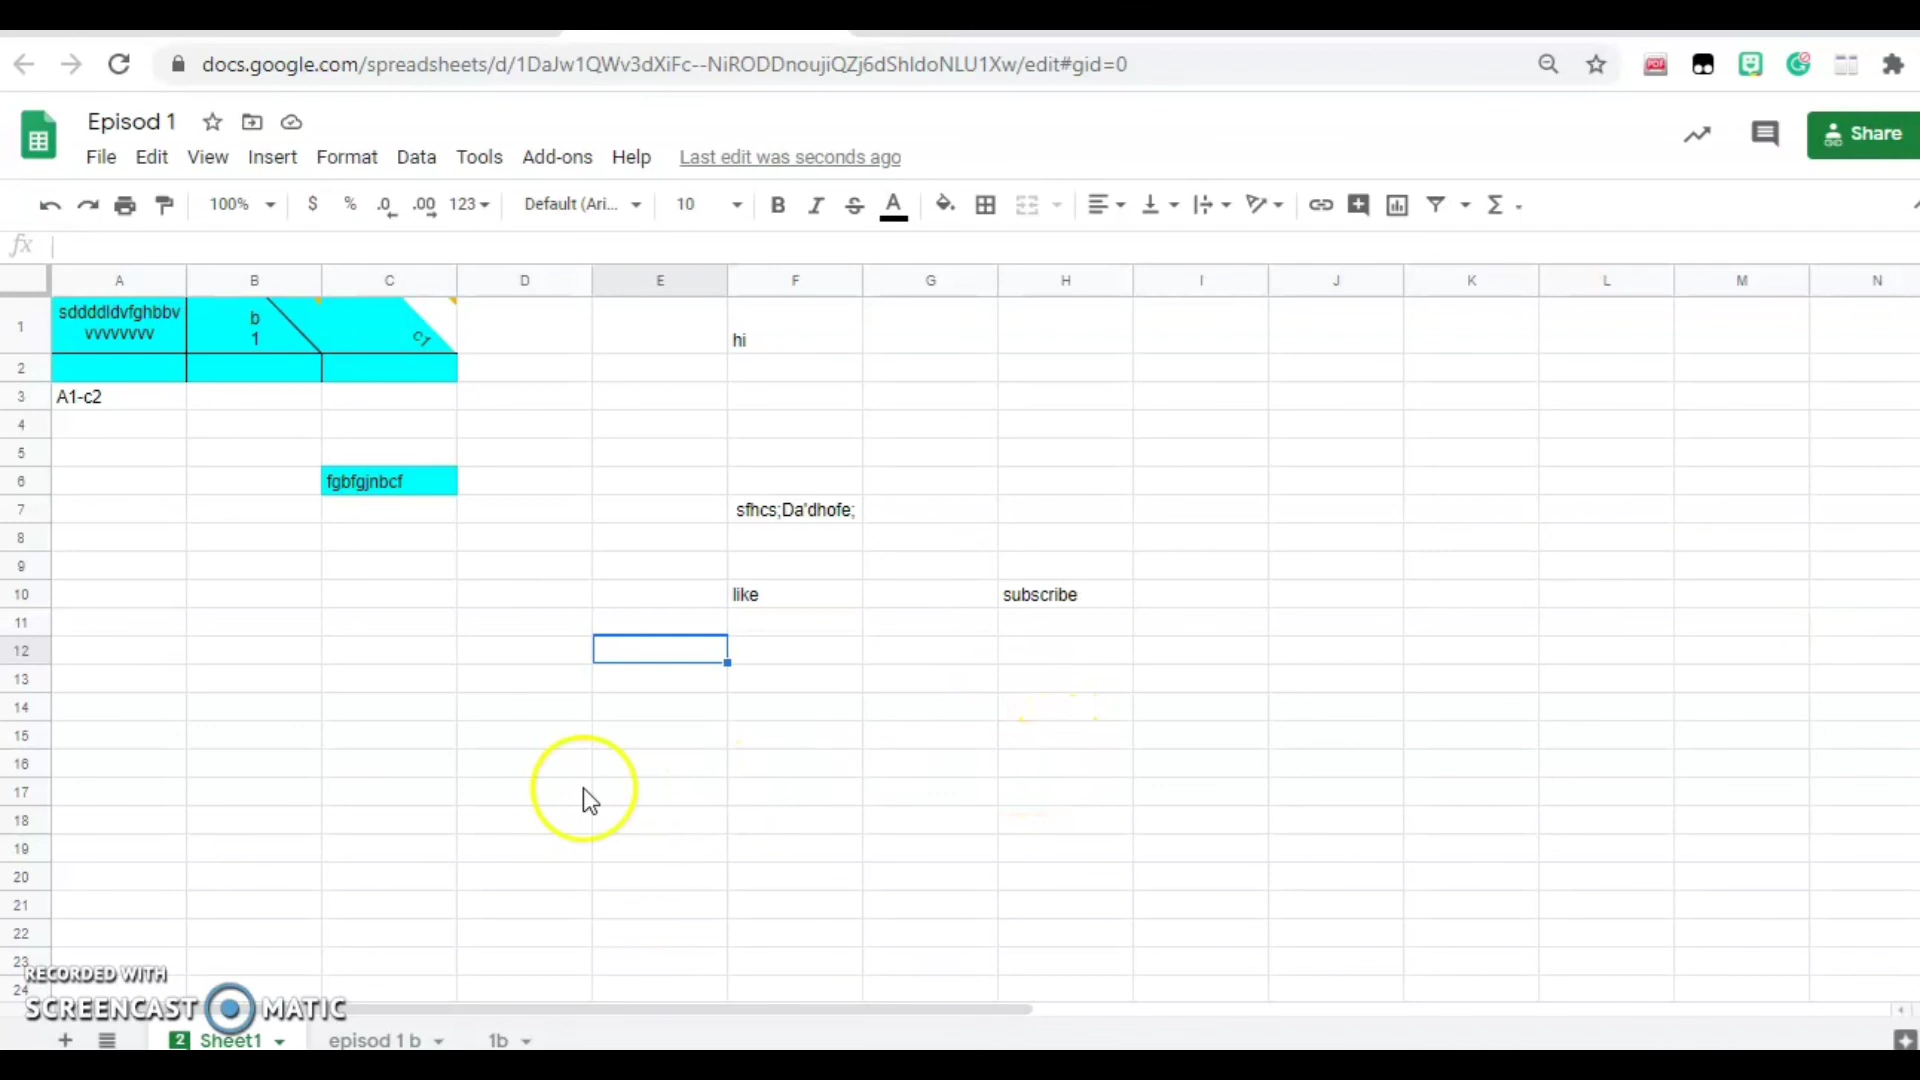 docs.google.com/spreadsheets/d/1DaJw1QWv3dXiFc--NiRODDnoujiQZj6dShIdoNLU1Xw/edit#gid=0
Episod 1
File Edit View Insert Format Data Tools Add-ons Help Last edit was seconds ago
Share
100% $ % .0 .00 123 Default (Ari... 10 B I S A
fx
A B C D E F G H I J K L M N
1 sddddldvfghbbv
vvvvvvvv
b
1
c1
hi
2
3 A1-c2
4
5
6 fgbfgjnbcf
7 sfhcs;Da'dhofe;
8
9
10 like subscribe
11
12
13
14
15
16
17
18
19
20
21
22
23
24
RECORDED WITH
SCREENCAST MATIC
2 Sheet1 episod 1 b 1b